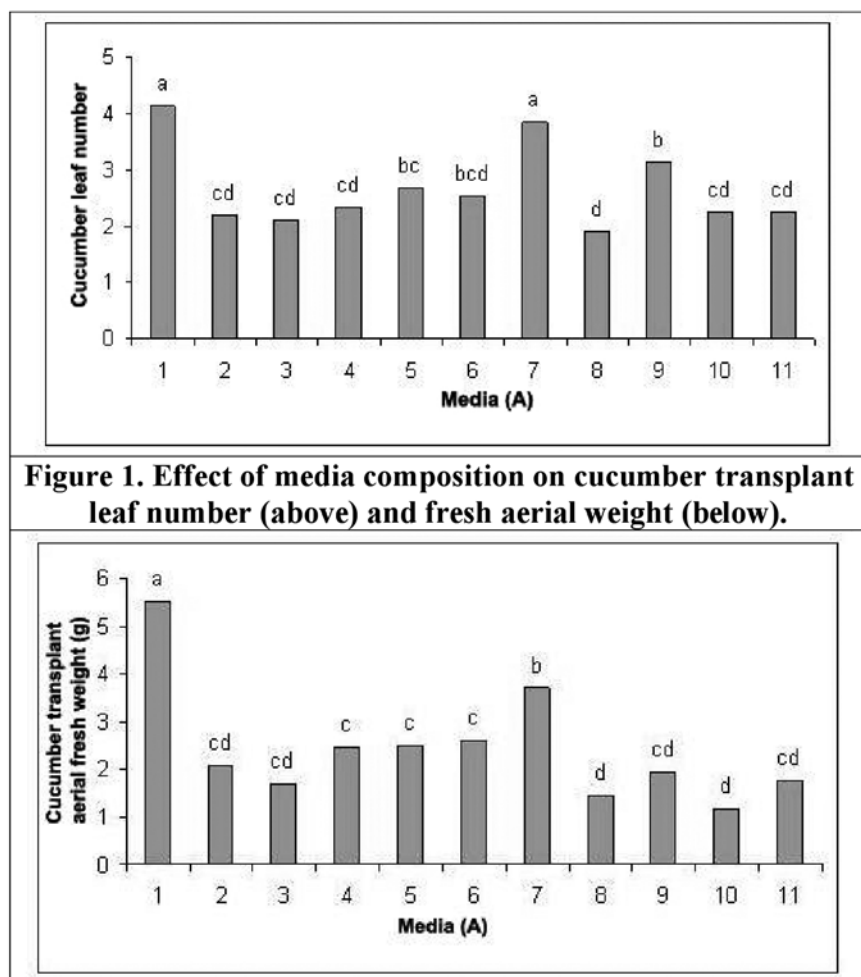 Cucumber leaf number
5
4
3
2
1
0
a
cd
cd
cd
bc
bcd
a
d
b
cd
cd
1 2 3 4 5 6 7 8 9 10 11
Media (A)
Figure 1. Effect of media composition on cucumber transplant
leaf number (above) and fresh aerial weight (below).
Cucumber transplant
aerial fresh weight (g)
6
5
4
3
2
1
0
a
cd
cd
c
c
c
b
d
cd
d
cd
1 2 3 4 5 6 7 8 9 10 11
Media (A)